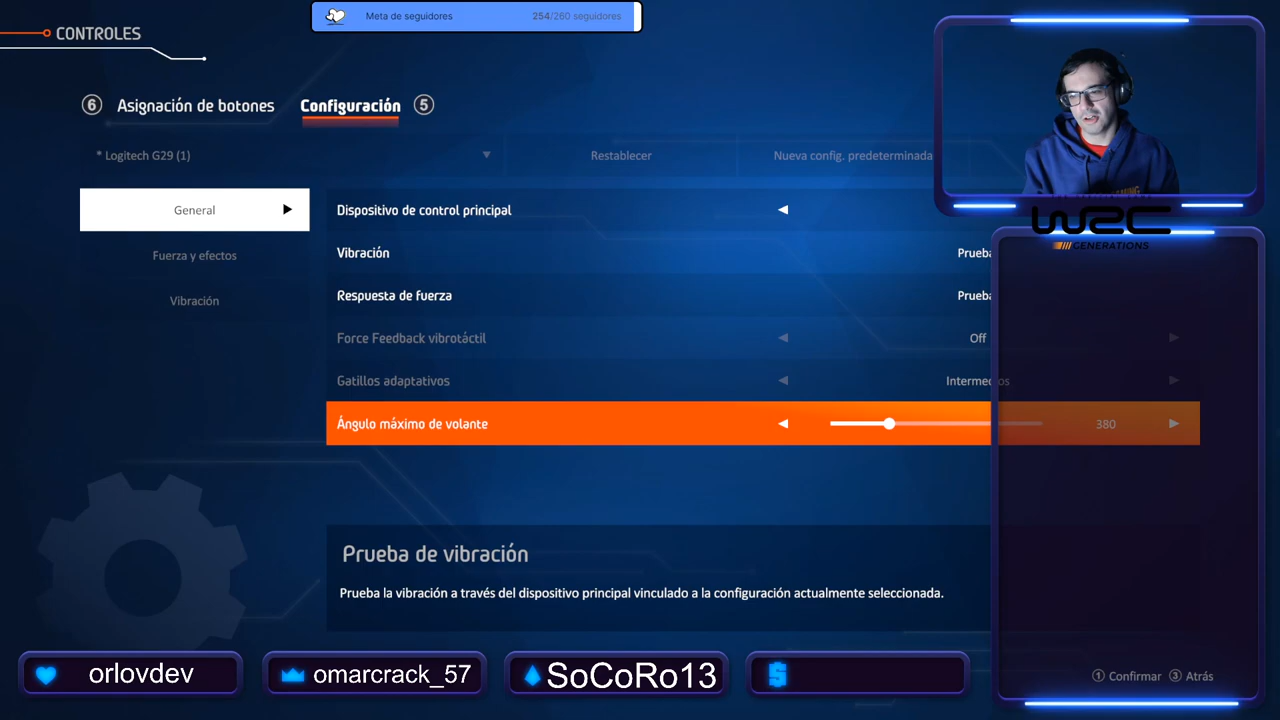 CONTROLES
Meta de seguidores 254/260 seguidores
6 Asignación de botones Configuración 5
* Logitech G29 (1) Restablecer Nueva config. predeterminada
General
Fuerza y efectos
Vibración
Dispositivo de control principal
Vibración Prueba
Respuesta de fuerza Prueba
Force Feedback vibrotáctil Off
Gatillos adaptativos Intermedios
Ángulo máximo de volante 380
WRC
GENERATIONS
Prueba de vibración
Prueba la vibración a través del dispositivo principal vinculado a la configuración actualmente seleccionada.
orlovdev omarcrack_57 SoCoRo13 $
1 Confirmar 3 Atrás